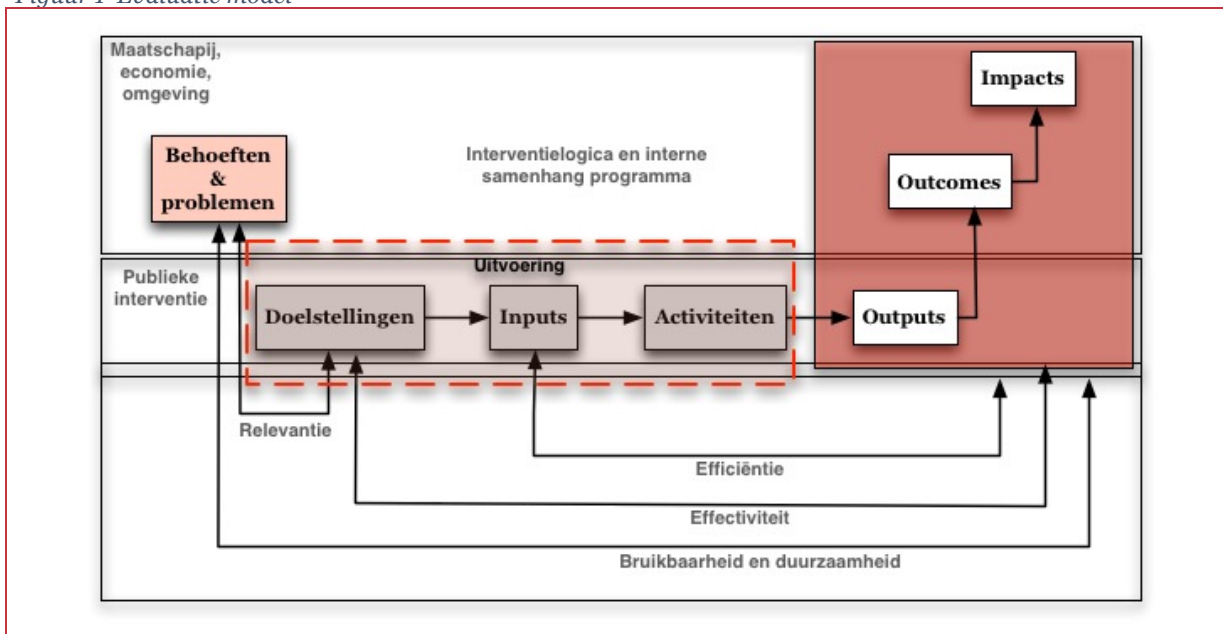 Figuur 1 Evaluatie model
Maatschapij,
economie,
omgeving
Impacts
Behoeften
&
problemen
Interventielogica en interne
samenhang programma
Outcomes
Publieke
interventie
Uitvoering
Doelstellingen
Inputs
Activiteiten
Outputs
Relevantie
Efficiëntie
Effectiviteit
Bruikbaarheid en duurzaamheid